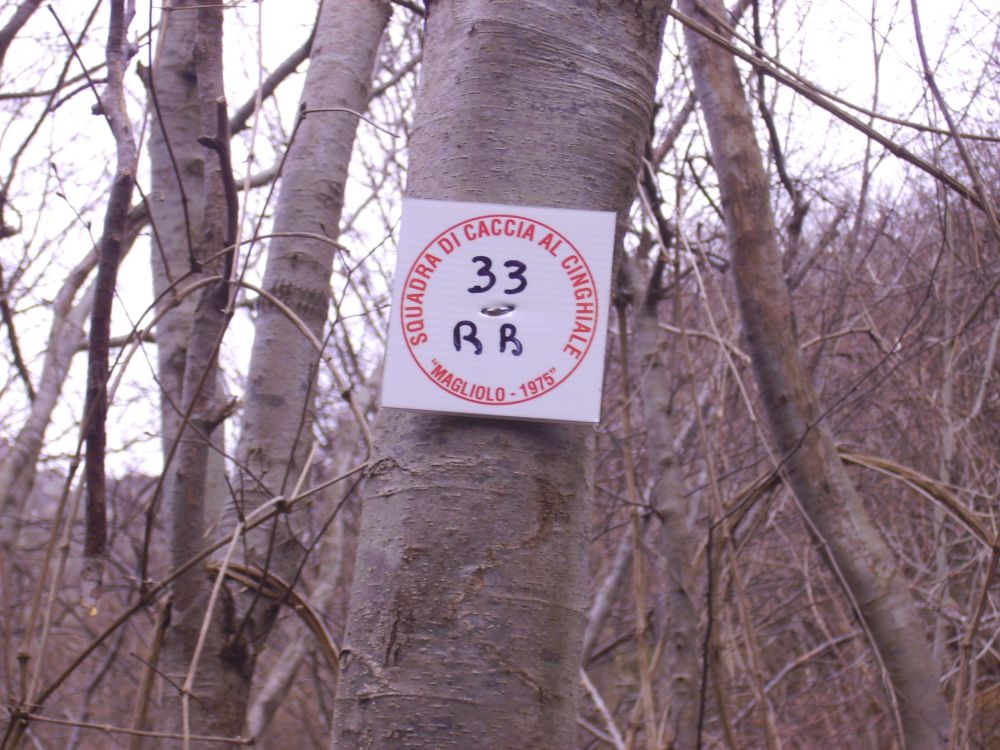 SQUADRA DI CACCIA AL CINGHIALE
33
RB
"MAGLIOLO - 1975"